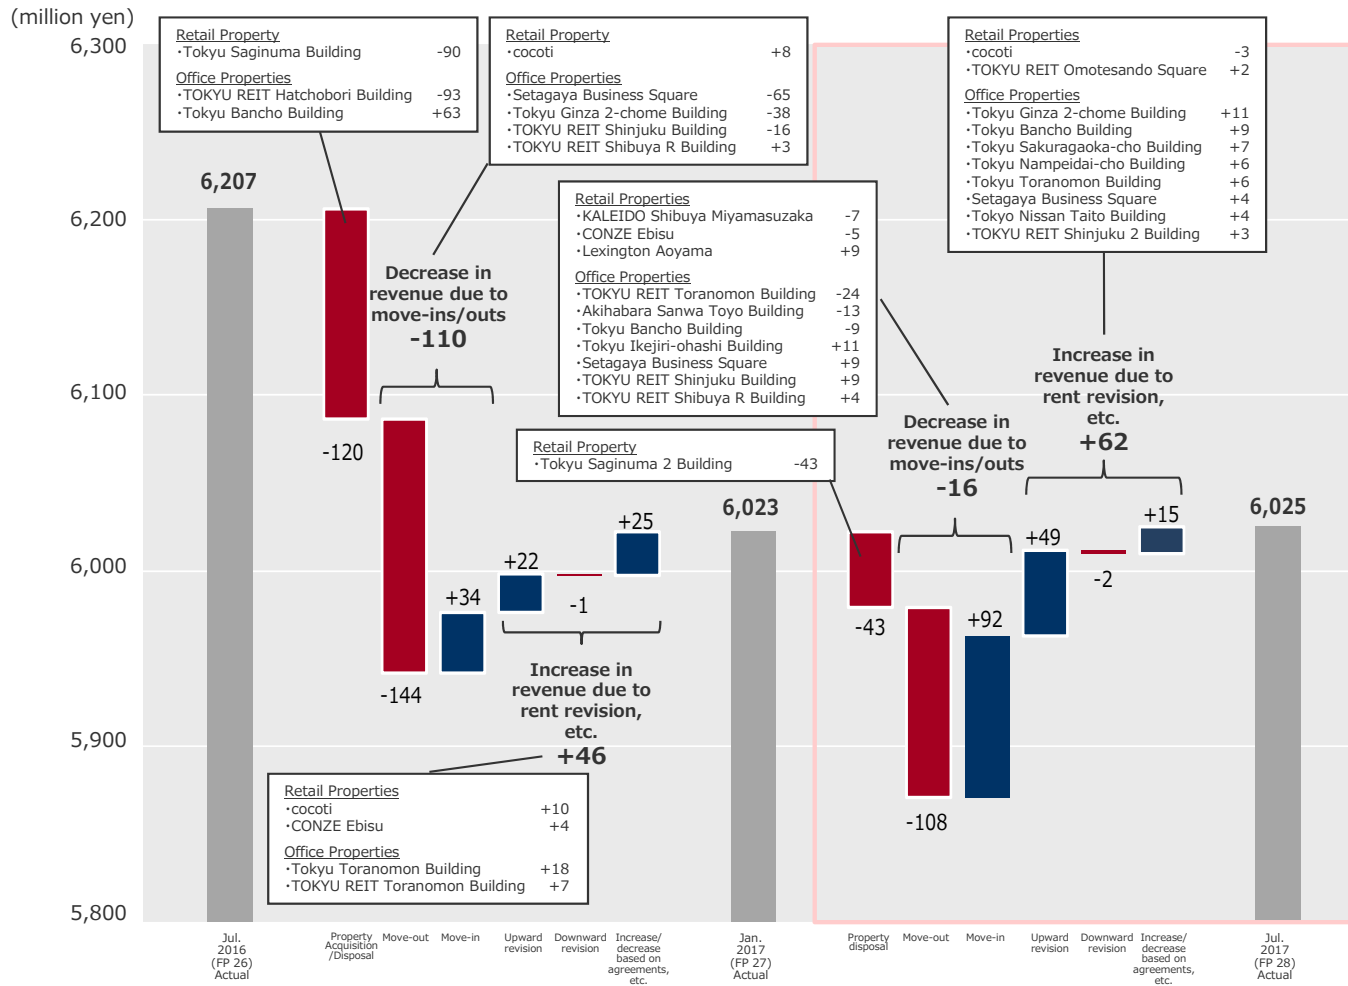 (million yen)
6,300
6,200
6,100
6,000
5,900
5,800
Retail Property
・Tokyu Saginuma Building -90
Office Properties
・TOKYU REIT Hatchobori Building -93
・Tokyu Bancho Building +63
Retail Property
・cocoti +8
Office Properties
・Setagaya Business Square -65
・Tokyu Ginza 2-chome Building -38
・TOKYU REIT Shinjuku Building -16
・TOKYU REIT Shibuya R Building +3
Retail Properties
・cocoti -3
・TOKYU REIT Omotesando Square +2
Office Properties
・Tokyu Ginza 2-chome Building +11
・Tokyu Bancho Building +9
・Tokyu Sakuragaoka-cho Building +7
・Tokyu Nampeidai-cho Building +6
・Tokyu Toranomon Building +6
・Setagaya Business Square +4
・Tokyo Nissan Taito Building +4
・TOKYU REIT Shinjuku 2 Building +3
Retail Properties
・KALEIDO Shibuya Miyamasuzaka -7
・CONZE Ebisu -5
・Lexington Aoyama +9
Office Properties
・TOKYU REIT Toranomon Building -24
・Akihabara Sanwa Toyo Building -13
・Tokyu Bancho Building -9
・Tokyu Ikejiri-ohashi Building +11
・Setagaya Business Square +9
・TOKYU REIT Shinjuku Building +9
・TOKYU REIT Shibuya R Building +4
Retail Property
・Tokyu Saginuma 2 Building -43
Retail Properties
・cocoti +10
・CONZE Ebisu +4
Office Properties
・Tokyu Toranomon Building +18
・TOKYU REIT Toranomon Building +7
6,207
-120
Decrease in
revenue due to
move-ins/outs
-110
-144
+34
+22
-1
+25
Increase in
revenue due to
rent revision,
etc.
+46
6,023
-43
Decrease in
revenue due to
move-ins/outs
-16
-108
+92
+49
-2
+15
Increase in
revenue due to
rent revision,
etc.
+62
6,025
Jul.
2016
(FP 26)
Actual
Property
Acquisition
/Disposal
Move-out
Move-in
Upward
revision
Downward
revision
Increase/
decrease
based on
agreements,
etc.
Jan.
2017
(FP 27)
Actual
Property
disposal
Move-out
Move-in
Upward
revision
Downward
revision
Increase/
decrease
based on
agreements,
etc.
Jul.
2017
(FP 28)
Actual